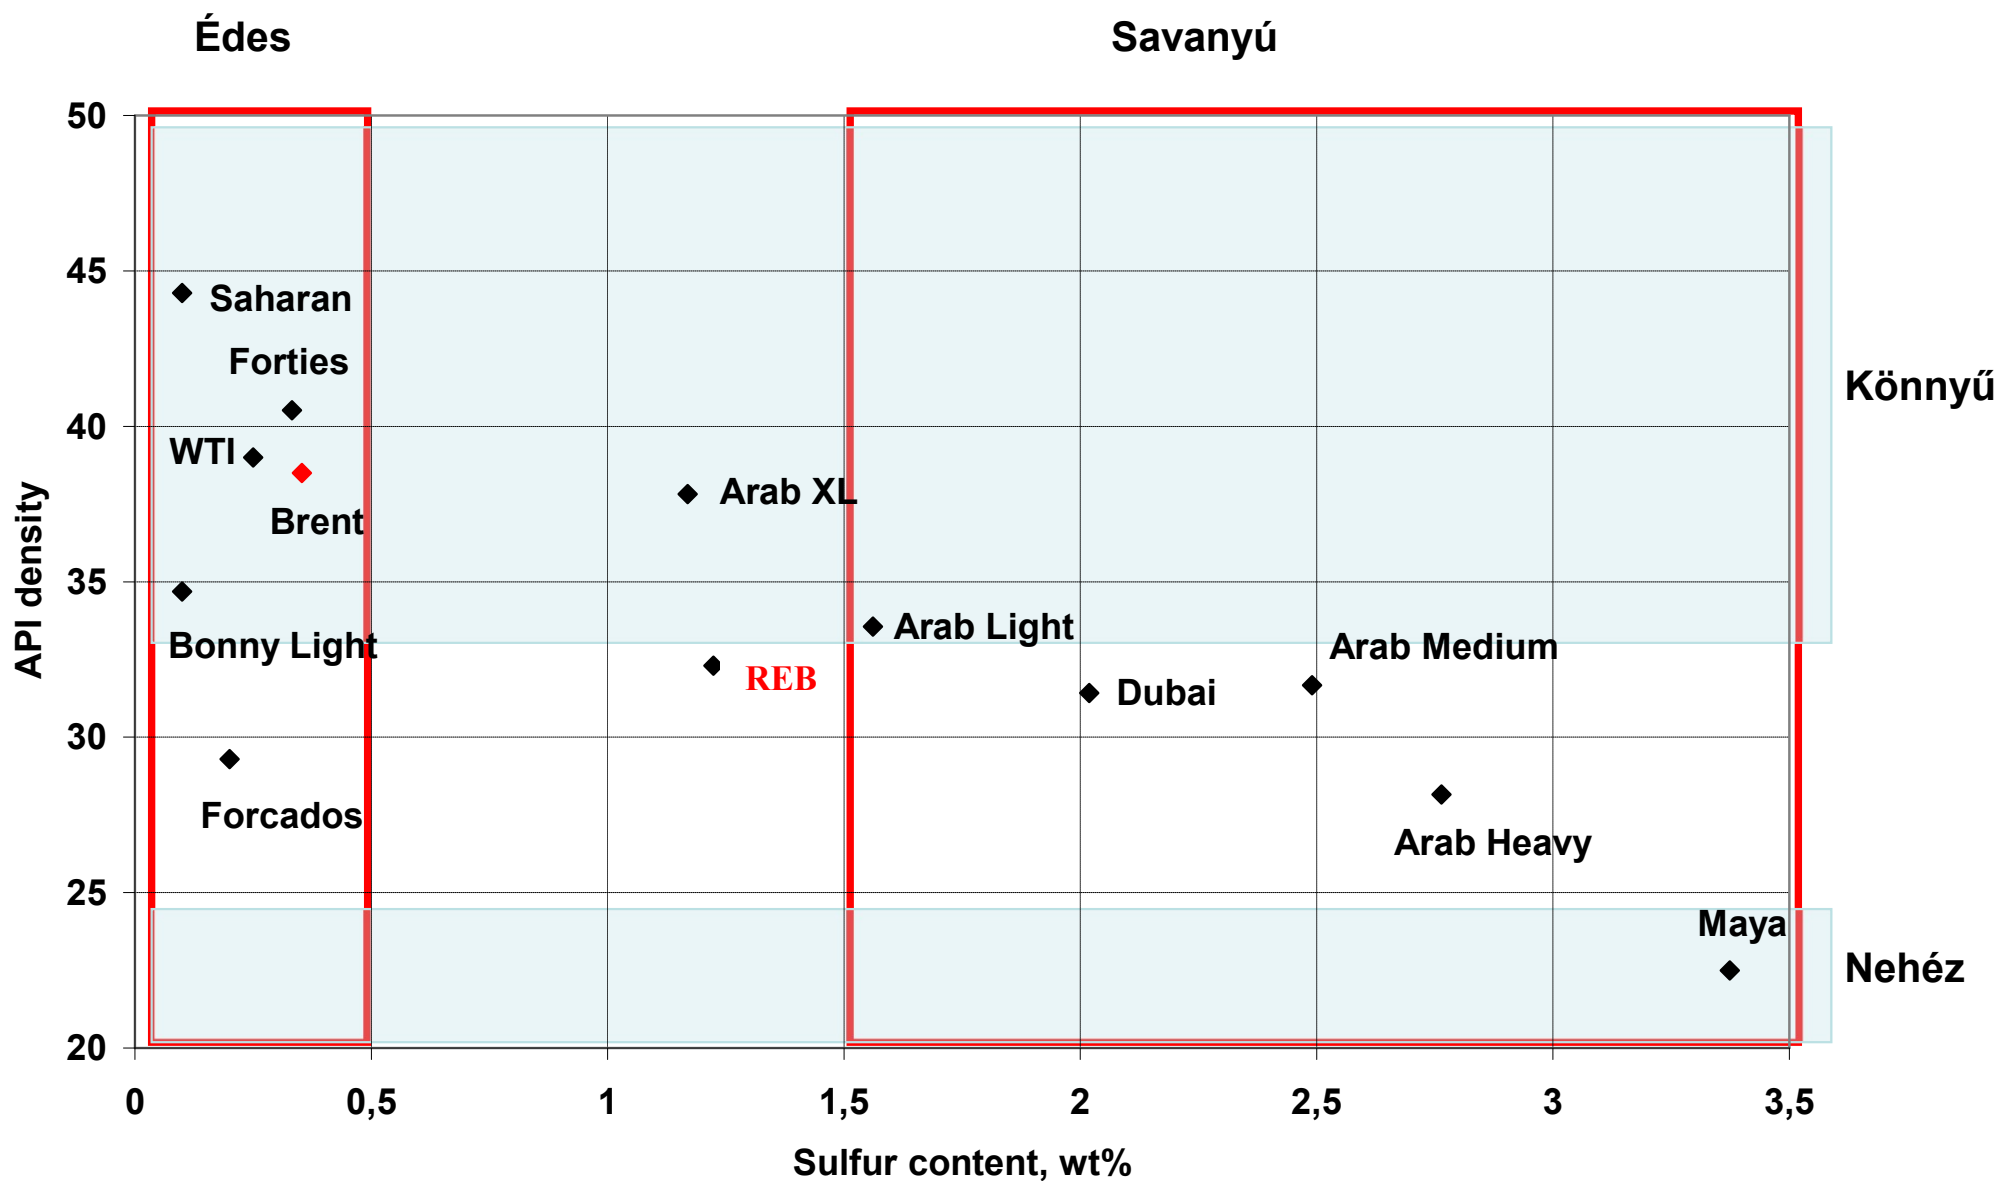 Édes
Savanyú
50
45
40
35
30
25
20
API density
Saharan
Forties
WTI
Brent
Arab XL
Könnyű
Bonny Light
Arab Light
Arab Medium
REB
Dubai
Forcados
Arab Heavy
Maya
Nehéz
0 0,5 1 1,5 2 2,5 3 3,5
Sulfur content, wt%